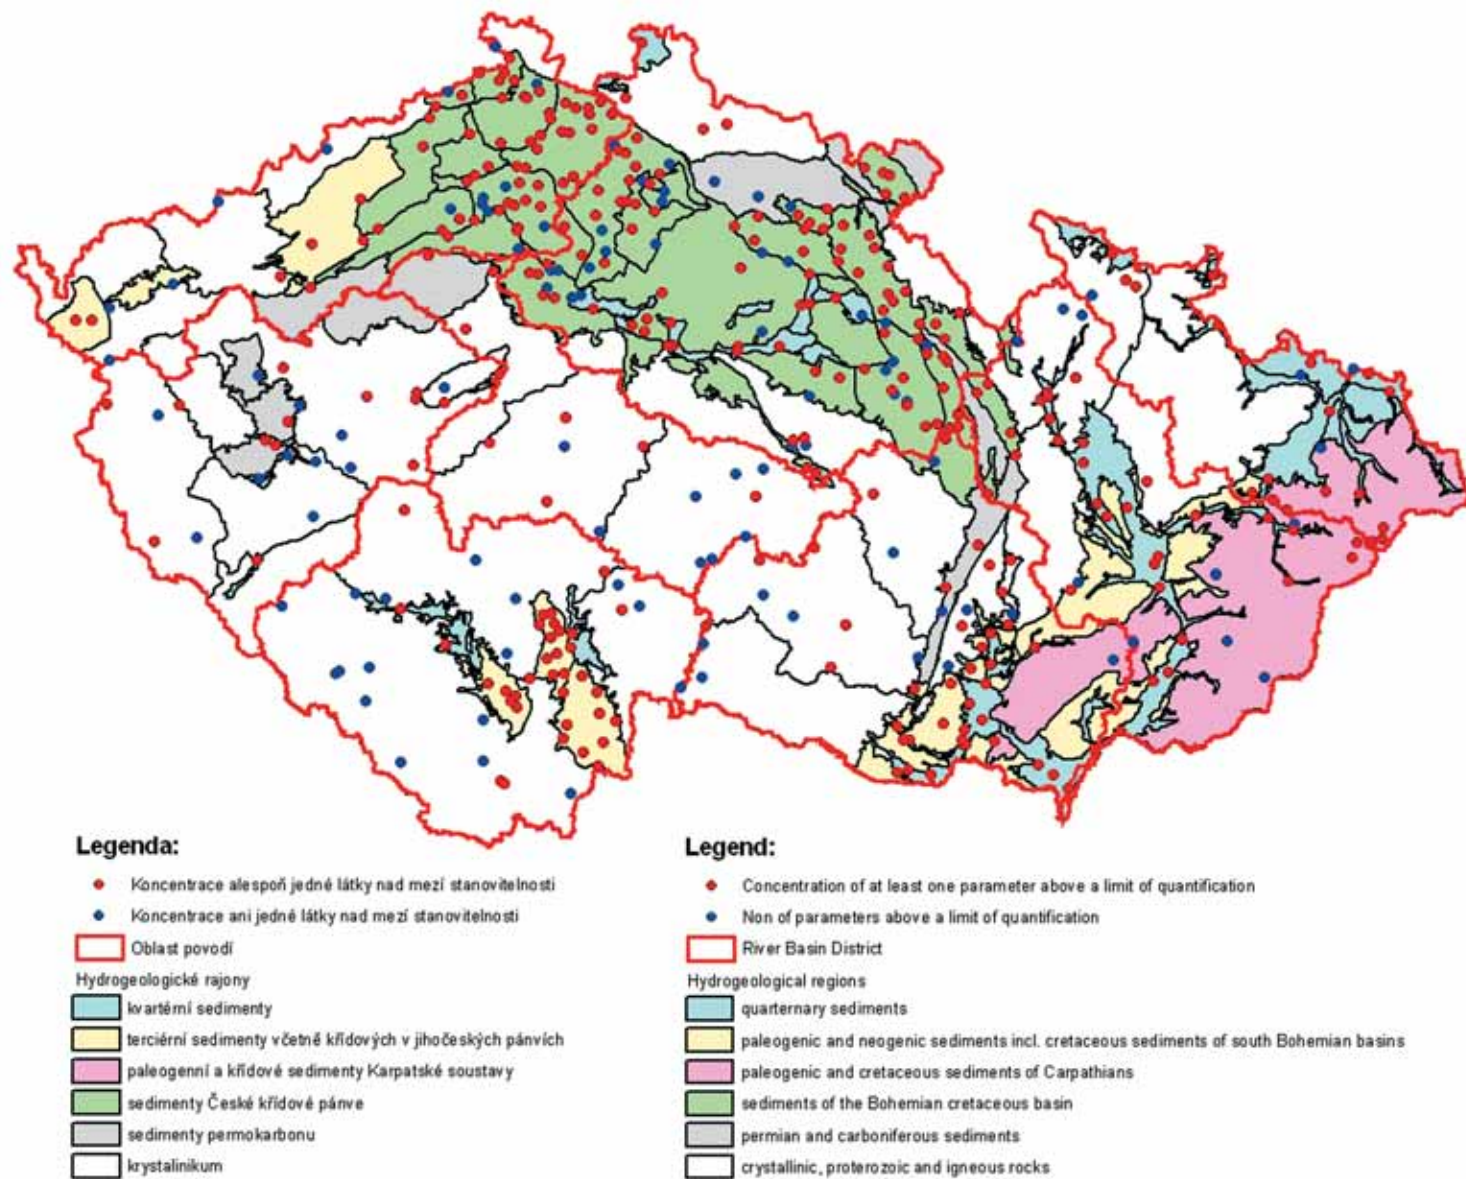 Legenda:
Koncentrace alespoň jedné látky nad mezí stanovitelnosti
Koncentrace ani jedné látky nad mezí stanovitelnosti
Oblast povodí
Hydrogeologické rajony
kvartérní sedimenty
terciérní sedimenty včetně křídových v jihočeských pánvích
paleogenní a křídové sedimenty Karpatské soustavy
sedimenty České křídové pánve
sedimenty permokarbonu
krystalinikum
Legend:
Concentration of at least one parameter above a limit of quantification
Non of parameters above a limit of quantification
River Basin District
Hydrogeological regions
quarternary sediments
paleogenic and neogenic sediments incl. cretaceous sediments of south Bohemian basins
paleogenic and cretaceous sediments of Carpathians
sediments of the Bohemian cretaceous basin
permian and carboniferous sediments
crystallinic, proterozoic and igneous rocks